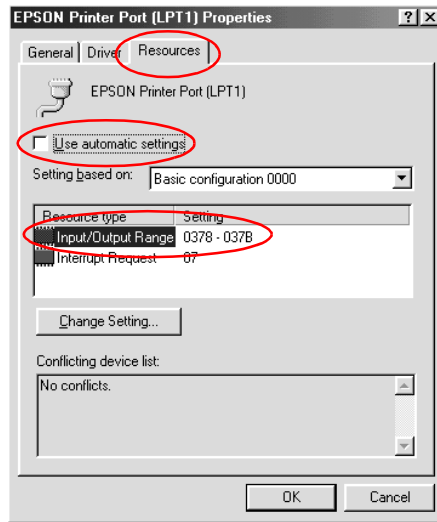 EPSON Printer Port (LPT1) Properties
General Driver Resources
EPSON Printer Port (LPT1)
Use automatic settings
Setting based on: Basic configuration 0000
Resource type Setting
Input/Output Range 0378 - 037B
Interrupt Request 07
Change Setting...
Conflicting device list:
No conflicts.
OK Cancel